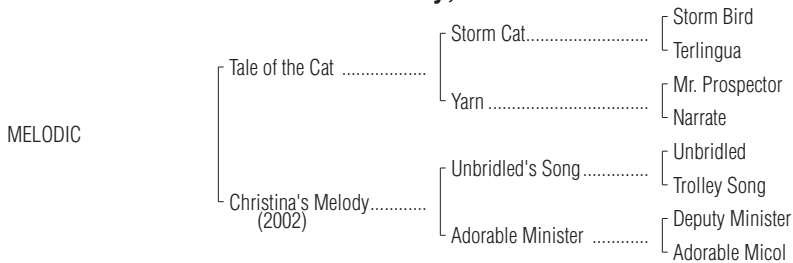 Storm Bird
Storm Cat..........................
Terlingua
Tale of the Cat ..................
Mr. Prospector
Yarn ..................................
Narrate
MELODIC
Unbridled
Unbridled's Song..............
Trolley Song
Christina's Melody............
(2002)
Deputy Minister
Adorable Minister ............
Adorable Micol